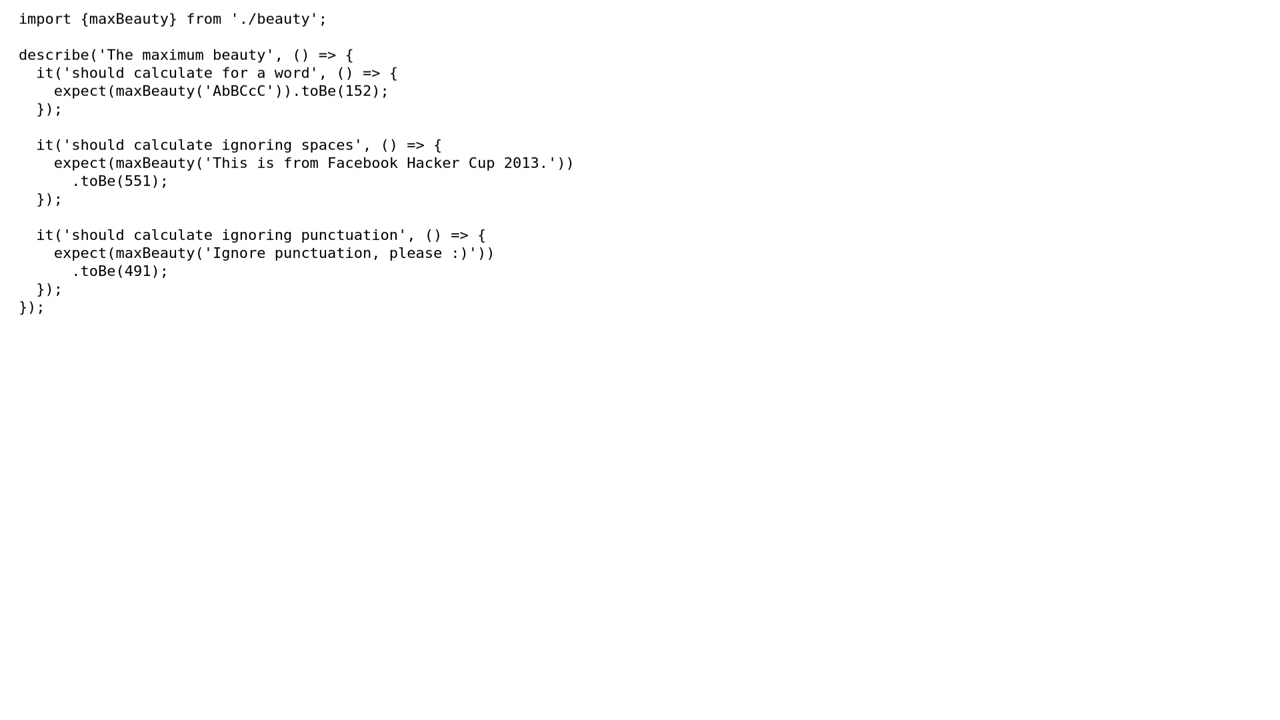 import {maxBeauty} from './beauty';

describe('The maximum beauty', () => {
  it('should calculate for a word', () => {
    expect(maxBeauty('AbBCcC')).toBe(152);
  });

  it('should calculate ignoring spaces', () => {
    expect(maxBeauty('This is from Facebook Hacker Cup 2013.'))
      .toBe(551);
  });

  it('should calculate ignoring punctuation', () => {
    expect(maxBeauty('Ignore punctuation, please :)'))
      .toBe(491);
  });
});